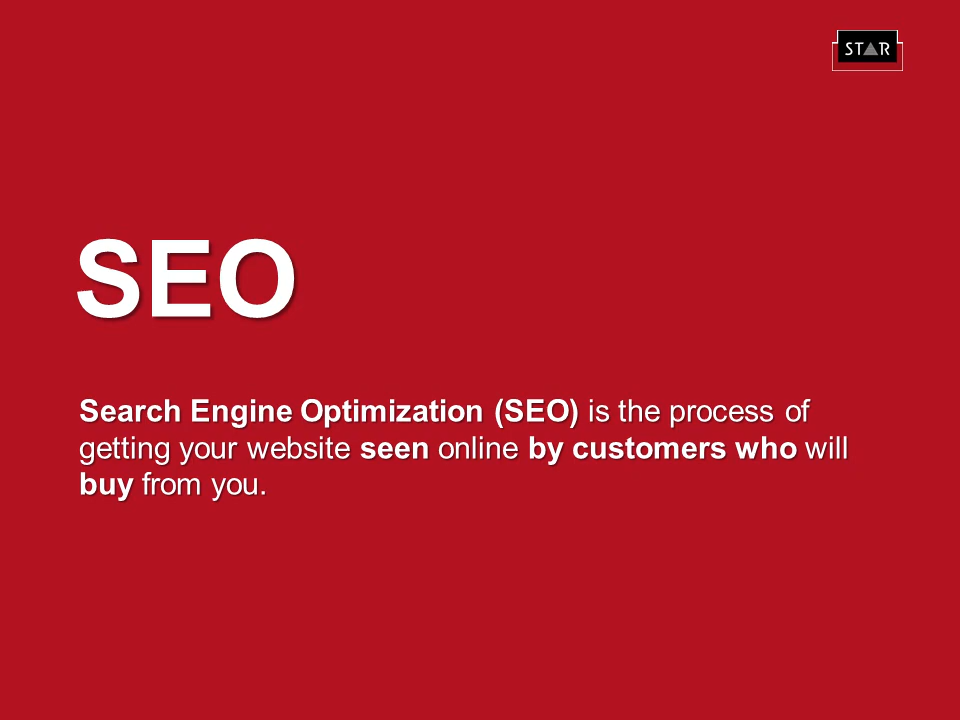 STAR
SEO
Search Engine Optimization (SEO) is the process of
getting your website seen online by customers who will
buy from you.